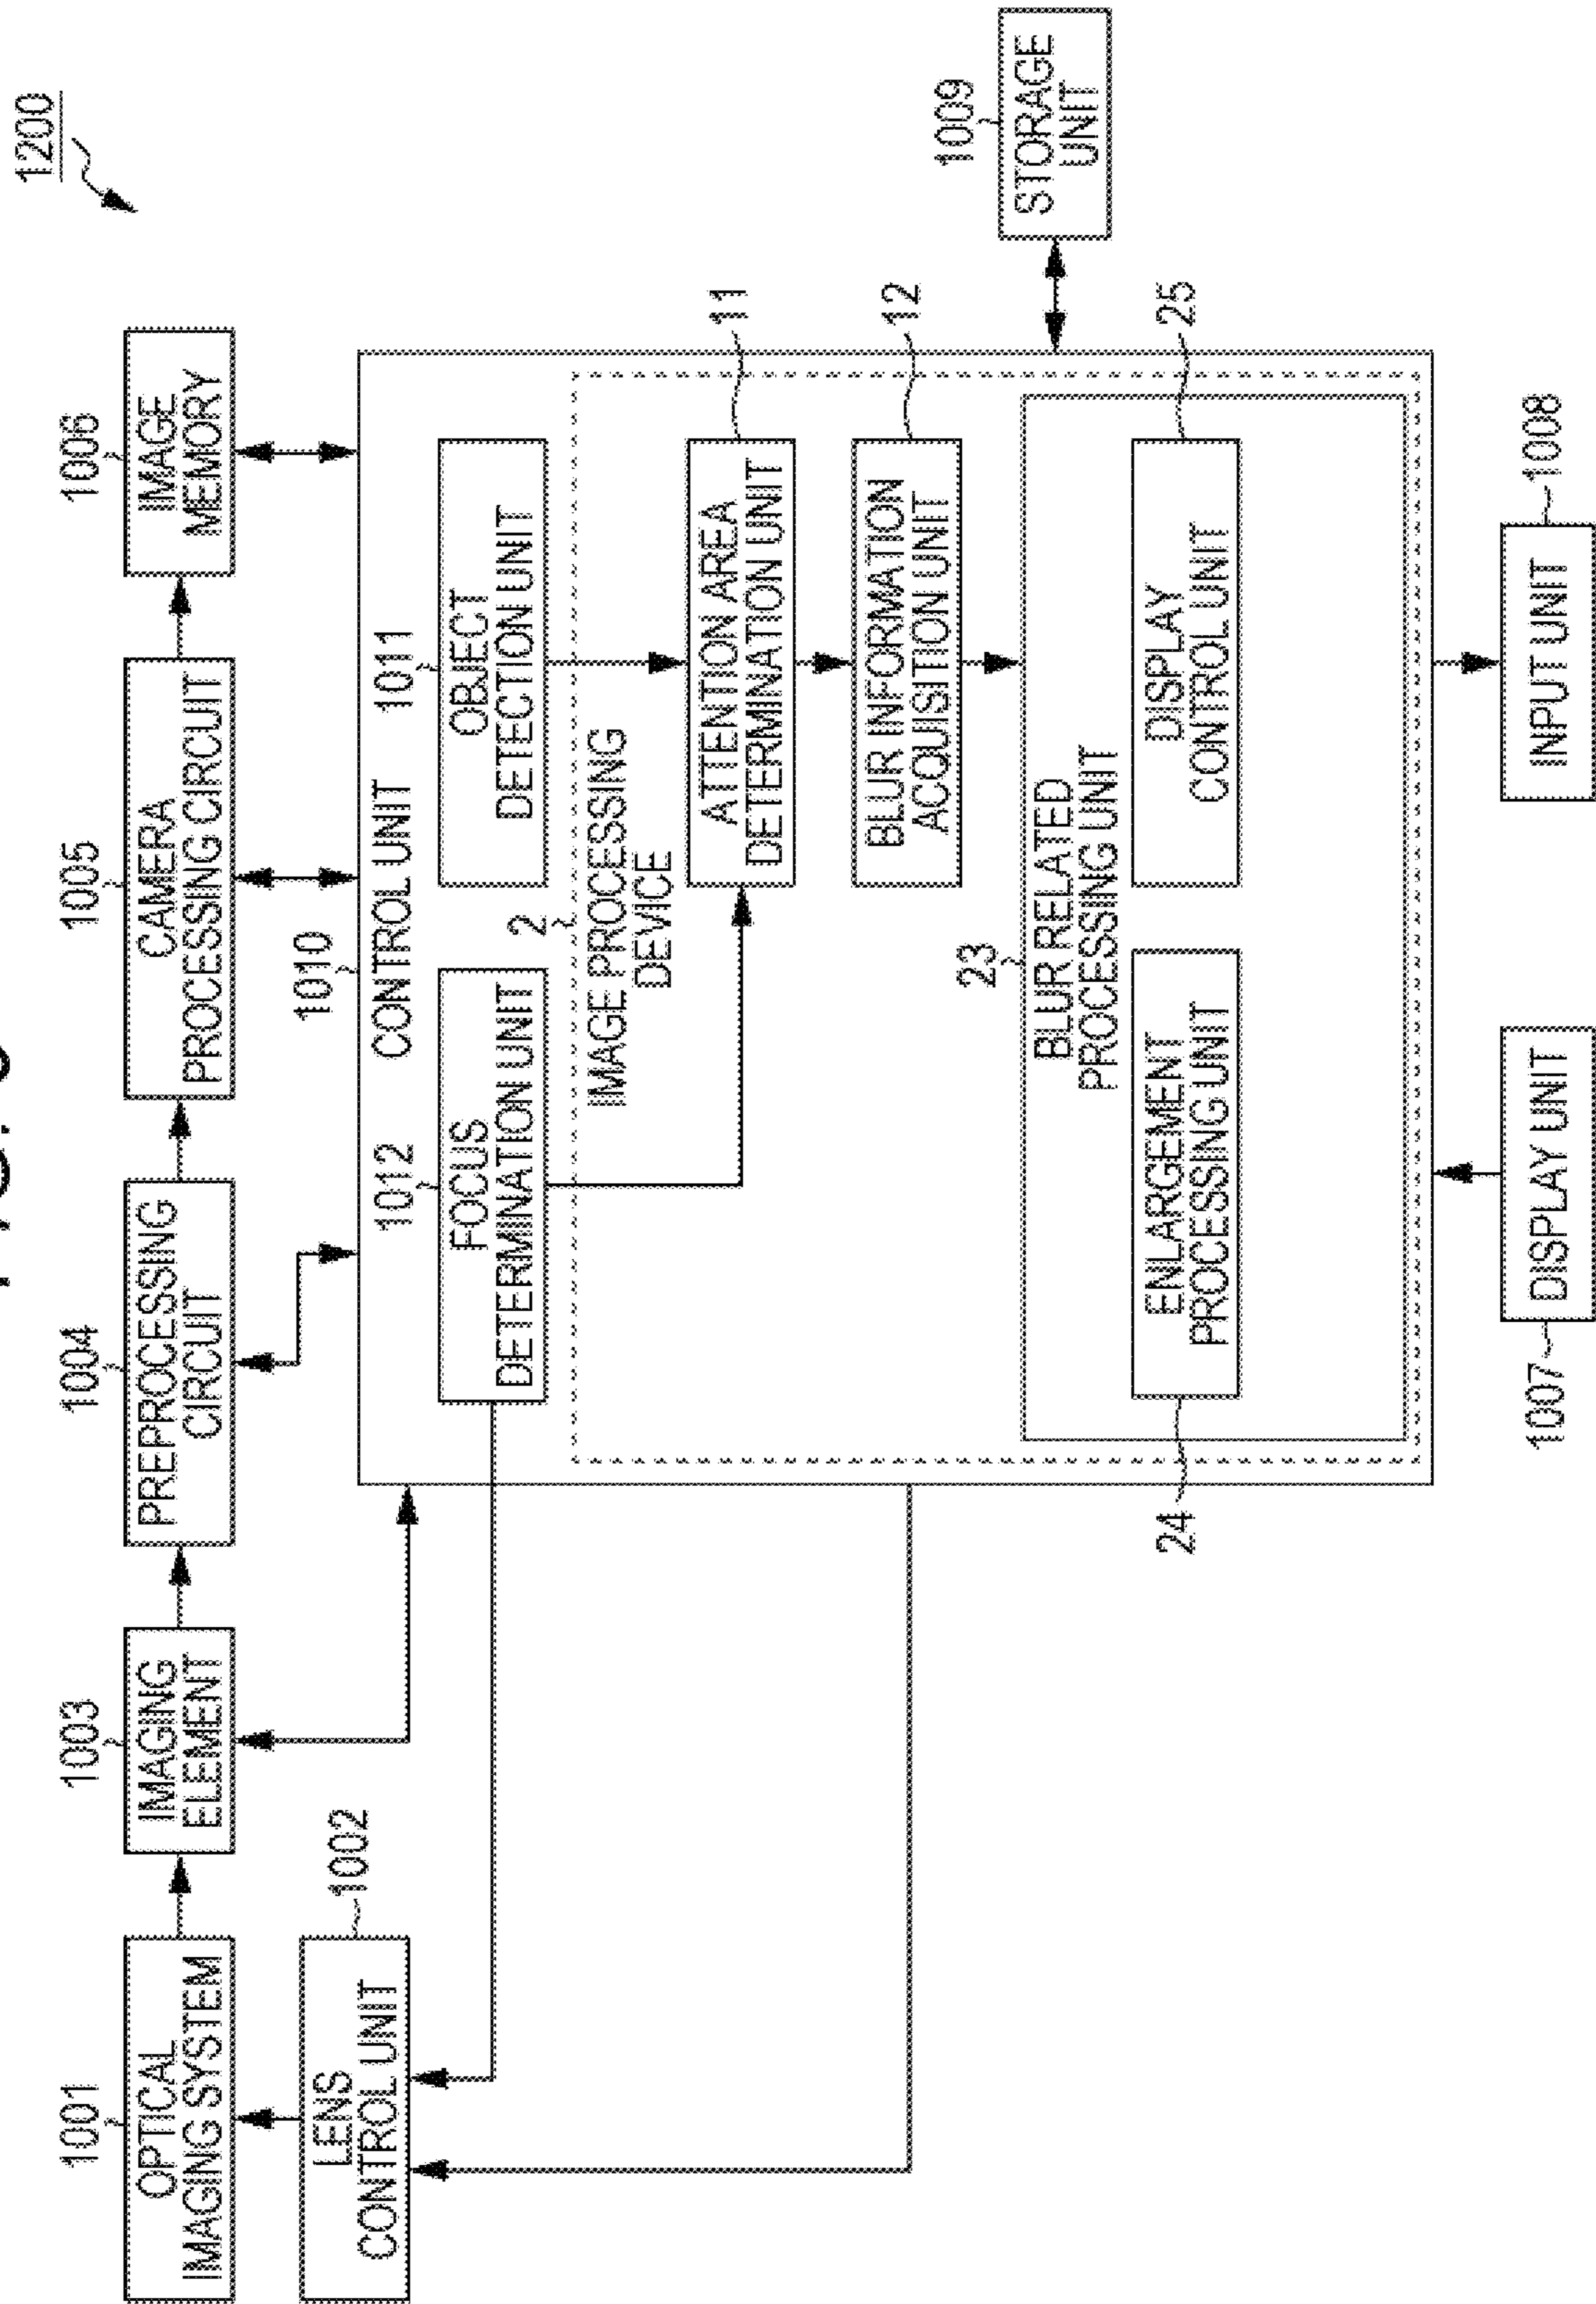 1200
1001
OPTICAL
IMAGING SYSTEM
1003
IMAGING
ELEMENT
1004
PREPROCESSING
CIRCUIT
1005
CAMERA
PROCESSING CIRCUIT
1006
IMAGE
MEMORY
1002
LENS
CONTROL UNIT
1010
CONTROL UNIT
1012
FOCUS
DETERMINATION UNIT
1011
OBJECT
DETECTION UNIT
2
IMAGE PROCESSING
DEVICE
11
ATTENTION AREA
DETERMINATION UNIT
12
BLUR INFORMATION
ACQUISITION UNIT
23
BLUR RELATED
PROCESSING UNIT
24
ENLARGEMENT
PROCESSING UNIT
25
DISPLAY
CONTROL UNIT
1009
STORAGE
UNIT
1007
DISPLAY UNIT
INPUT UNIT
1008